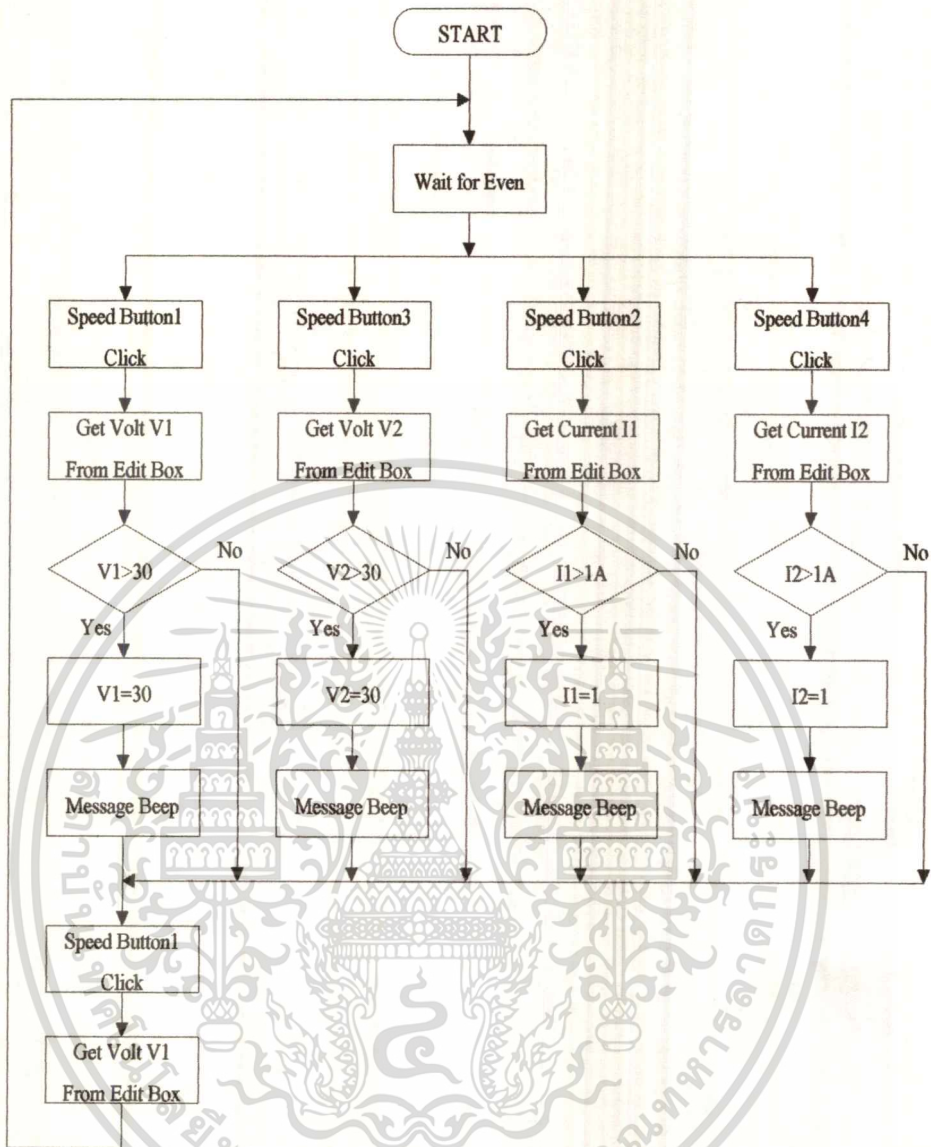 START
Wait for Even
Speed Button1
Click
Speed Button3
Click
Speed Button2
Click
Speed Button4
Click
Get Volt V1
From Edit Box
Get Volt V2
From Edit Box
Get Current I1
From Edit Box
Get Current I2
From Edit Box
V1>30
No
V2>30
No
I1>1A
No
I2>1A
No
Yes
Yes
Yes
Yes
V1=30
V2=30
I1=1
I2=1
Message Beep
Message Beep
Message Beep
Message Beep
Speed Button1
Click
Get Volt V1
From Edit Box